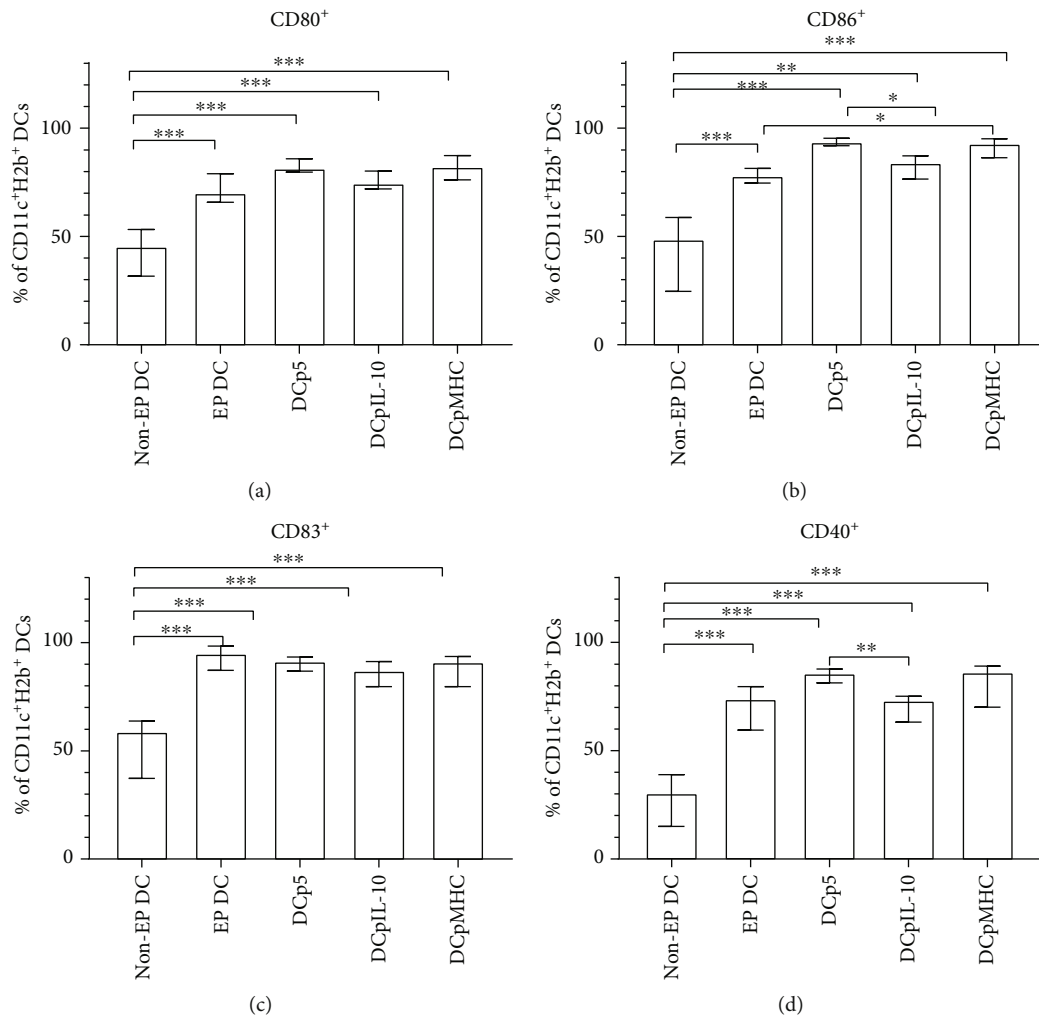 CD80⁺
% of CD11c⁺H2b⁺ DCs
100
50
0
***
***
***
***
Non-EP DC
EP DC
DCp5
DCpIL-10
DCpMHC
(a)
CD86⁺
% of CD11c⁺H2b⁺ DCs
100
50
0
***
**
***
*
*
***
Non-EP DC
EP DC
DCp5
DCpIL-10
DCpMHC
(b)
CD83⁺
% of CD11c⁺H2b⁺ DCs
100
50
0
***
***
***
***
Non-EP DC
EP DC
DCp5
DCpIL-10
DCpMHC
(c)
CD40⁺
% of CD11c⁺H2b⁺ DCs
100
50
0
***
***
***
***
**
Non-EP DC
EP DC
DCp5
DCpIL-10
DCpMHC
(d)